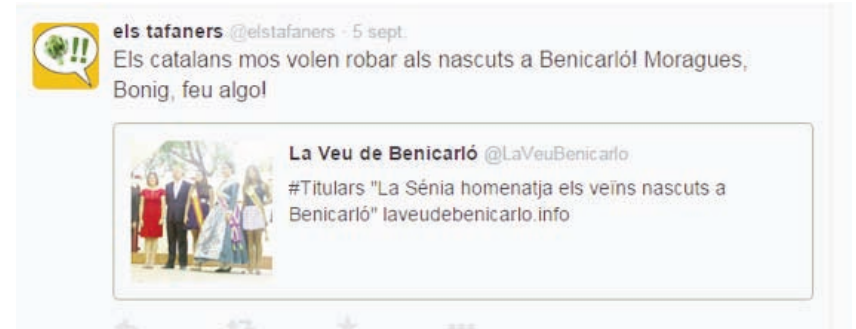 els tafaners @elstafaners · 5 sept.
Els catalans mos volen robar als nascuts a Benicarló! Moragues,
Bonig, feu algo!
La Veu de Benicarló @LaVeuBenicarlo
#Titulars "La Sénia homenatja els veïns nascuts a
Benicarló" laveudebenicarlo.info